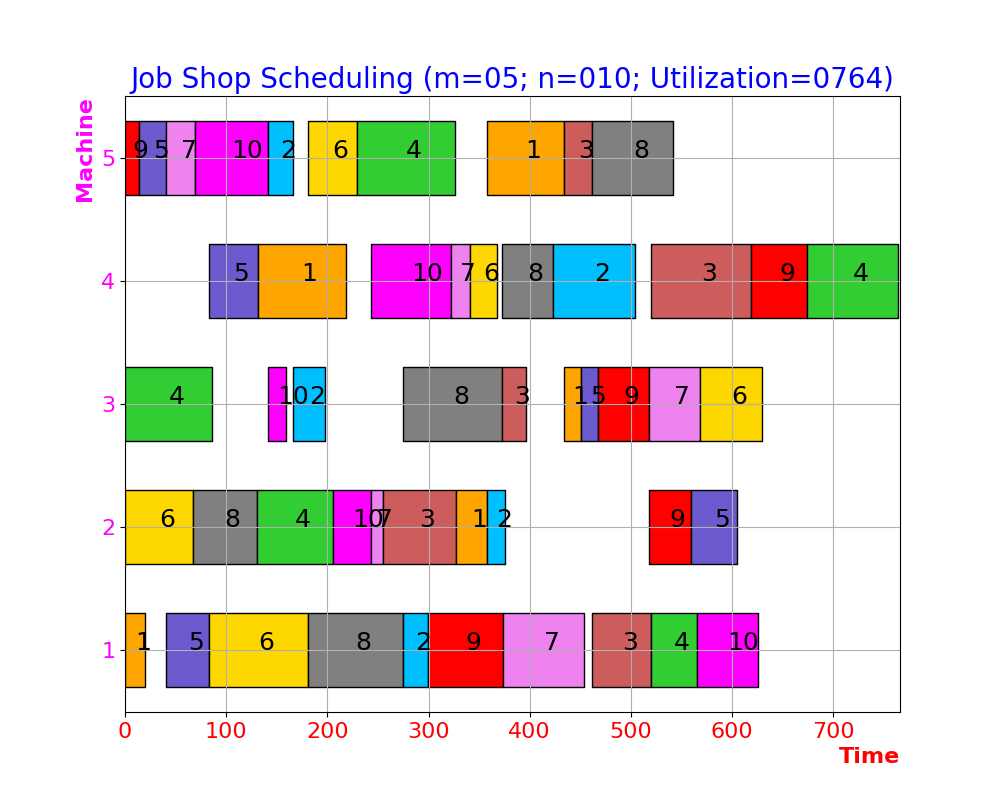 Job Shop Scheduling (m=05; n=010; Utilization=0764)
Machine
5
9 5 7 10 2 6 4 1 3 8
4
5 1 10 7 6 8 2 3 9 4
3
4 10 2 8 3 1 5 9 7 6
2
6 8 4 10 7 3 1 2 9 5
1
1 5 6 8 2 9 7 3 4 10
0 100 200 300 400 500 600 700
Time